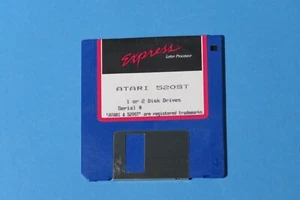 Express
Letter Processor
ATARI 520ST
1 or 2 Disk Drives
Serial #
"ATARI & 520ST" are registered trademarks